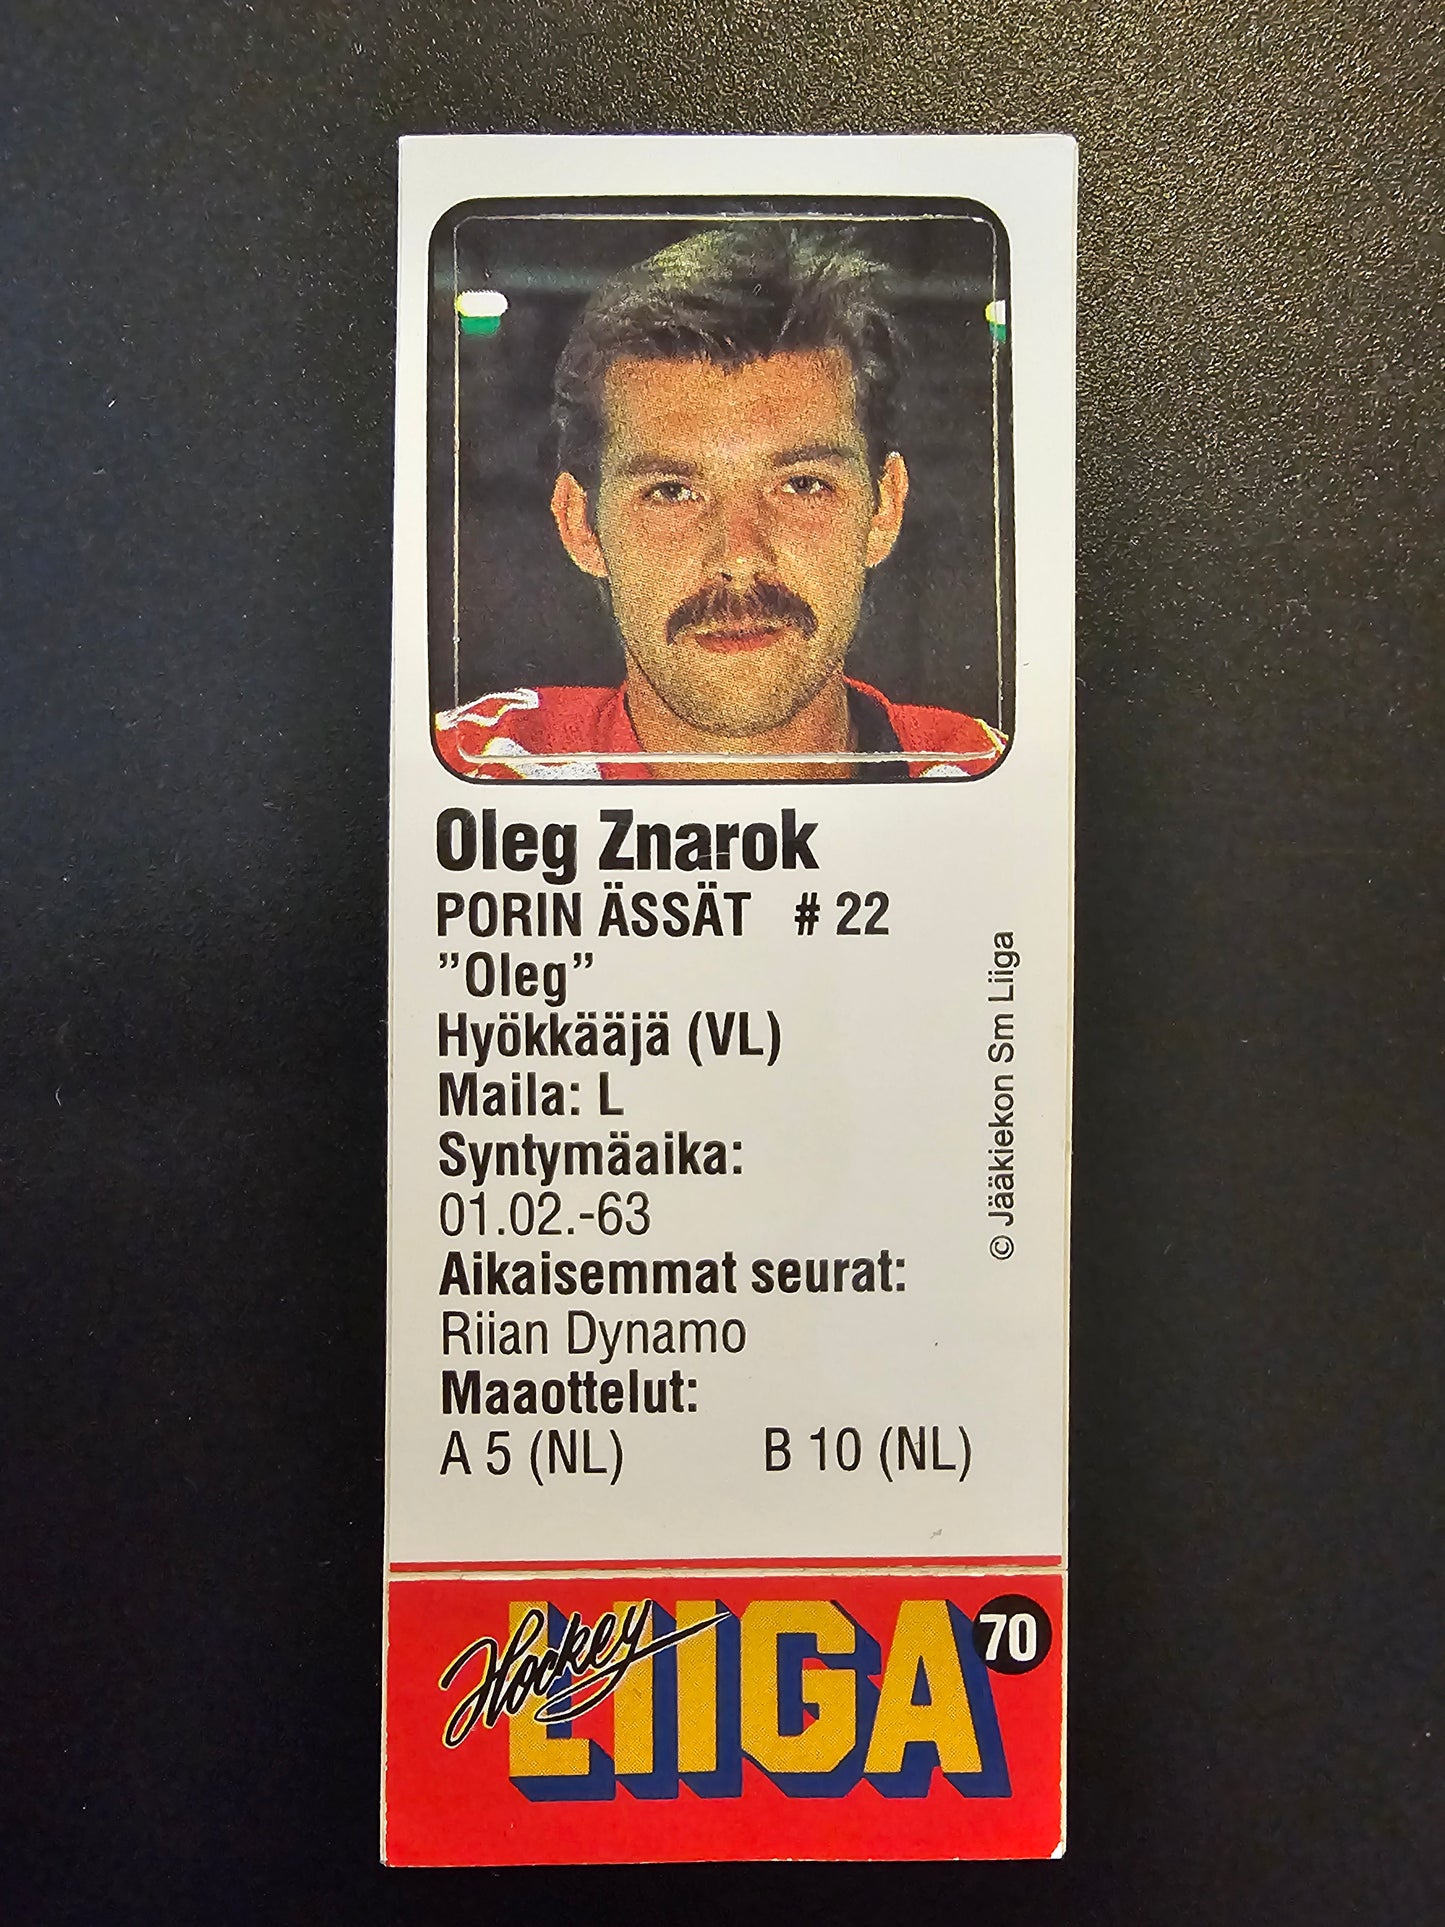 Oleg Znarok
PORIN ÄSSÄT # 22
”Oleg”
Hyökkääjä (VL)
Maila: L
Syntymäaika:
01.02.-63
Aikaisemmat seurat:
Riian Dynamo
Maaottelut:
A 5 (NL) B 10 (NL)
© Jääkiekon Sm Liiga
Hockey LIIGA 70